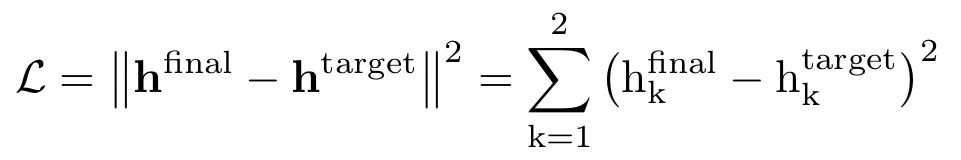 ℒ = ‖𝐡^final − 𝐡^target‖² = ∑_{k=1}^{2} (h_k^final − h_k^target)²